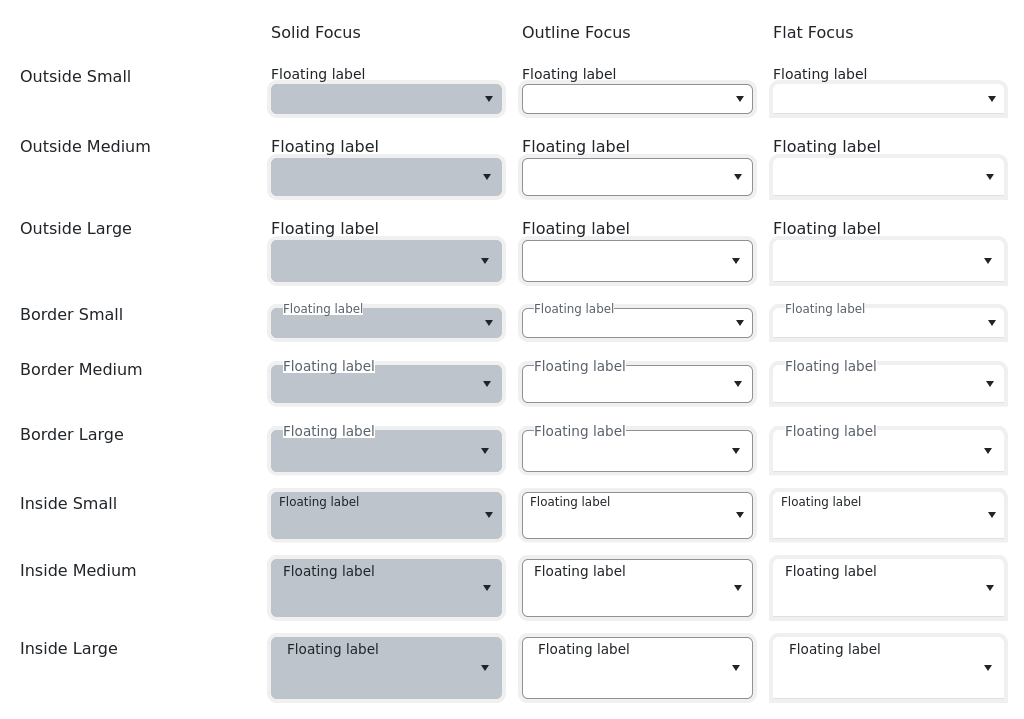 Solid Focus Outline Focus Flat Focus
Outside Small Floating label Floating label Floating label
Outside Medium Floating label Floating label Floating label
Outside Large Floating label Floating label Floating label
Border Small Floating label Floating label Floating label
Border Medium Floating label Floating label Floating label
Border Large Floating label Floating label Floating label
Inside Small Floating label Floating label Floating label
Inside Medium Floating label Floating label Floating label
Inside Large Floating label Floating label Floating label